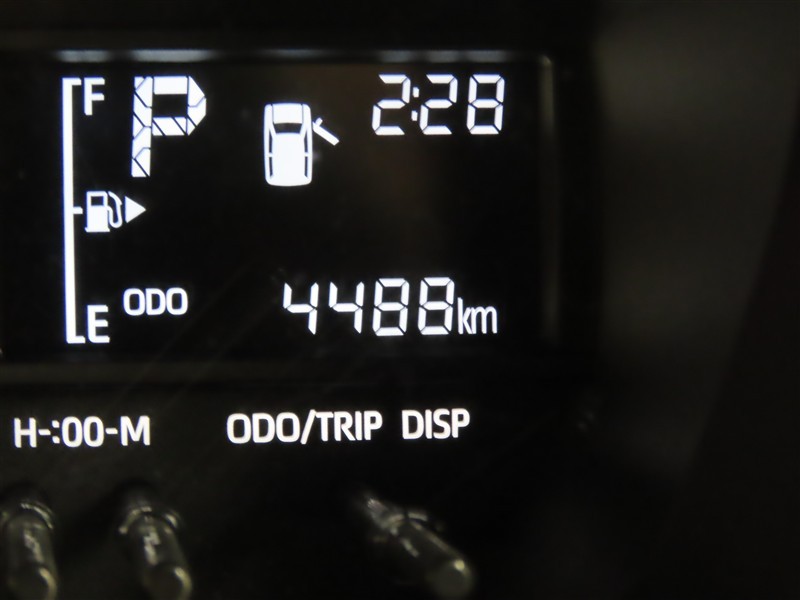 F P 2:28
E ODO 4488km
H-:00-M ODO/TRIP DISP